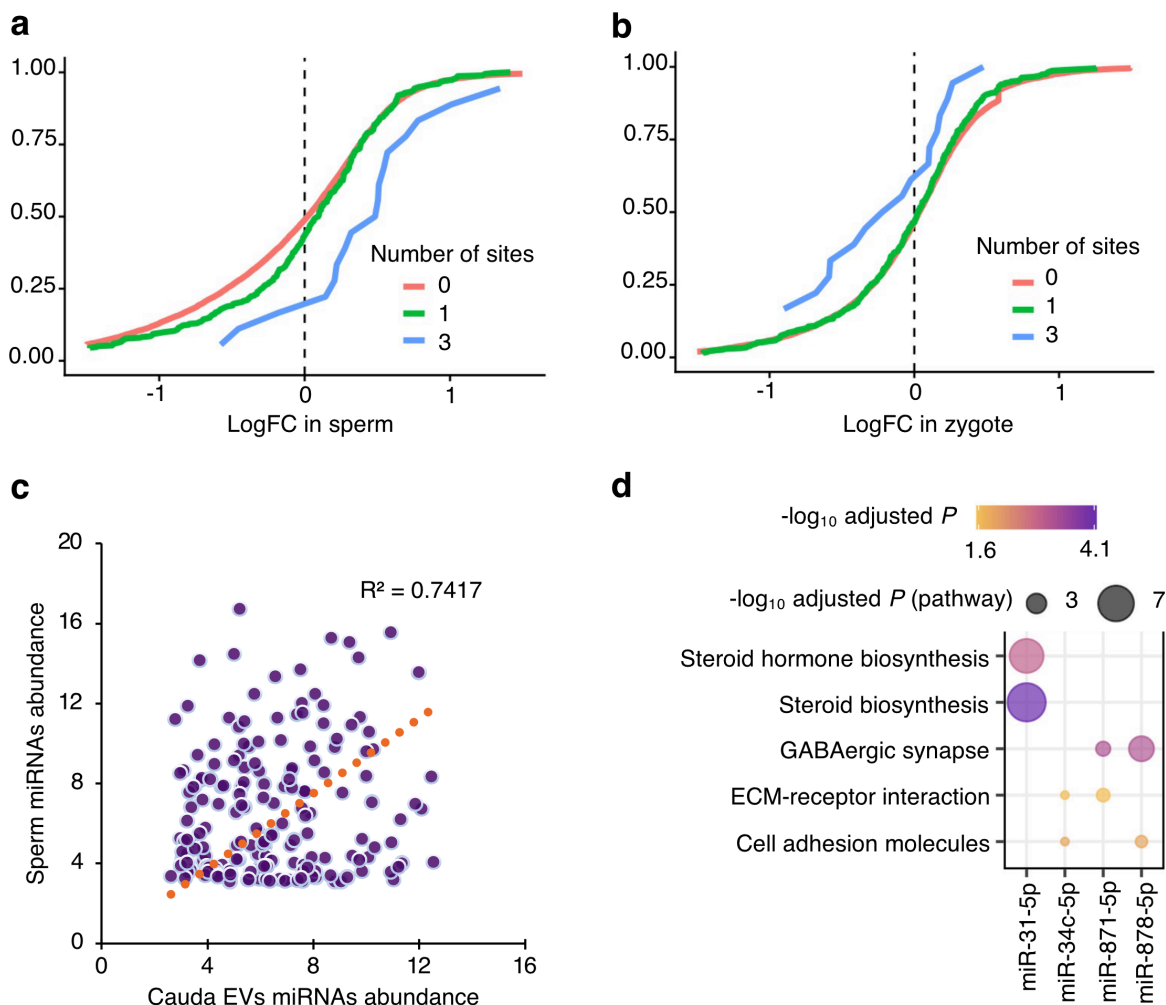 a
1.00
0.75
0.50
0.25
0.00
-1
0
1
LogFC in sperm
Number of sites
0
1
3
b
1.00
0.75
0.50
0.25
0.00
-1
0
1
LogFC in zygote
Number of sites
0
1
3
c
20
16
12
8
4
0
0
4
8
12
16
Sperm miRNAs abundance
Cauda EVs miRNAs abundance
R² = 0.7417
d
-log₁₀ adjusted P
1.6
4.1
-log₁₀ adjusted P (pathway)
3
7
Steroid hormone biosynthesis
Steroid biosynthesis
GABAergic synapse
ECM-receptor interaction
Cell adhesion molecules
miR-31-5p
miR-34c-5p
miR-871-5p
miR-878-5p